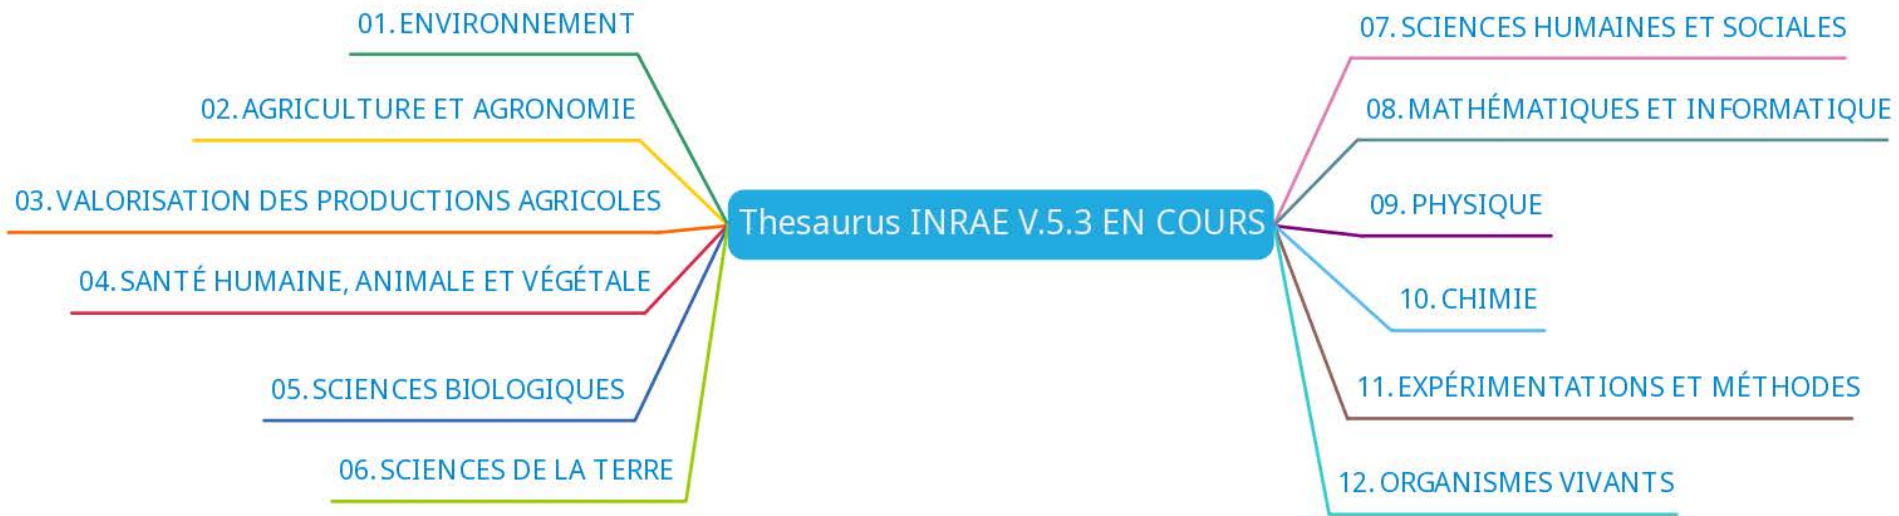 01. ENVIRONNEMENT
02. AGRICULTURE ET AGRONOMIE
03. VALORISATION DES PRODUCTIONS AGRICOLES
04. SANTÉ HUMAINE, ANIMALE ET VÉGÉTALE
05. SCIENCES BIOLOGIQUES
06. SCIENCES DE LA TERRE
Thesaurus INRAE V.5.3 EN COURS
07. SCIENCES HUMAINES ET SOCIALES
08. MATHÉMATIQUES ET INFORMATIQUE
09. PHYSIQUE
10. CHIMIE
11. EXPÉRIMENTATIONS ET MÉTHODES
12. ORGANISMES VIVANTS